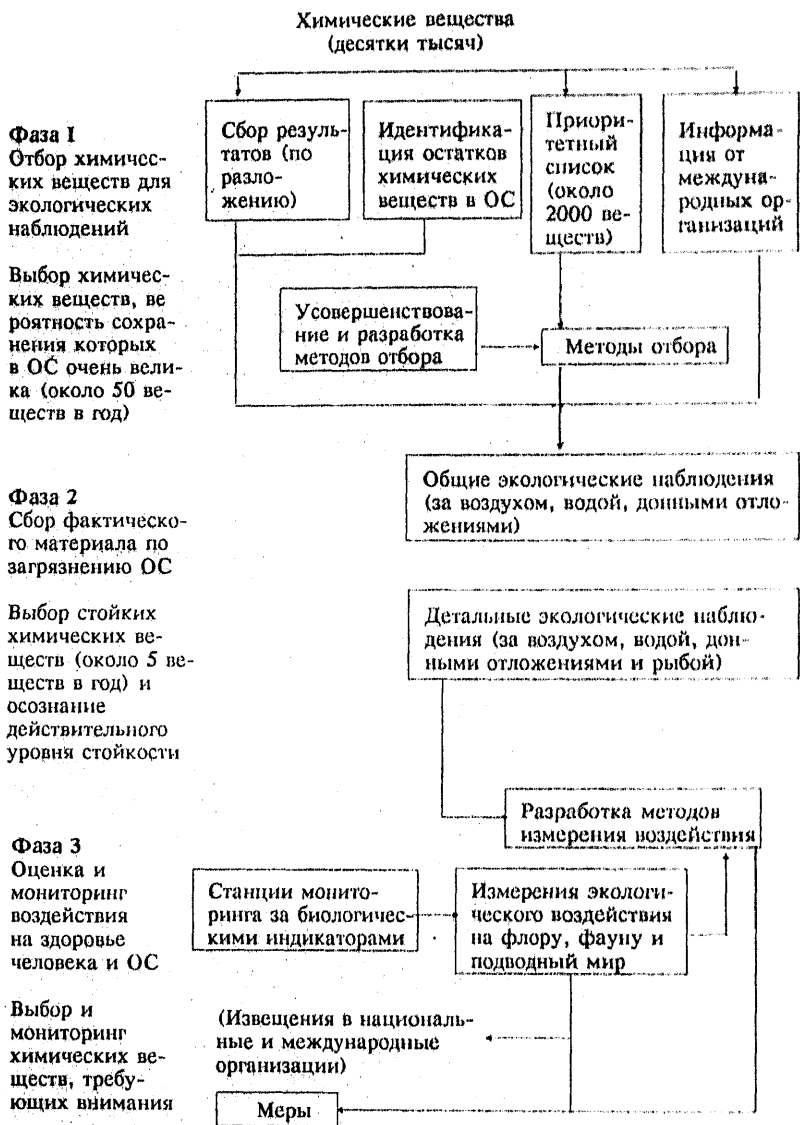 Химические вещества
(десятки тысяч)
Фаза I
Отбор химичес-
ких веществ для
экологических
наблюдений
Сбор резуль-
татов (по
разло-
жению)
Идентифика-
ция остатков
химических
веществ в ОС
Приори-
тетный
список
(около
2000 ве-
ществ)
Информа-
ция от
междуна-
родных ор-
ганизаций
Выбор химичес-
ких веществ, ве
роятность сохра-
нения которых
в ОС очень вели-
ка (около 50 ве-
ществ в год)
Усовершенствова-
ние и разработка
методов отбора
Методы отбора
Общие экологические наблюдения
(за воздухом, водой, донными отло-
жениями)
Фаза 2
Сбор фактическо-
го материала по
загрязнению ОС
Выбор стойких
химических ве-
ществ (около 5 ве-
ществ в год) и
осознание
действительного
уровня стойкости
Детальные экологические наблю-
дения (за воздухом, водой, дон-
ными отложениями и рыбой)
Разработка методов
измерения воздействия
Фаза 3
Оценка и
мониторинг
воздействия
на здоровье
человека и ОС
Станции мони-
торинга за биологичес-
кими индикаторами
Измерения экологи-
ческого воздействия
на флору, фауну и
подводный мир
Выбор и
мониторинг
химических ве-
ществ, требу-
ющих внимания
(Извещения в националь-
ные и международные
организации)
Меры